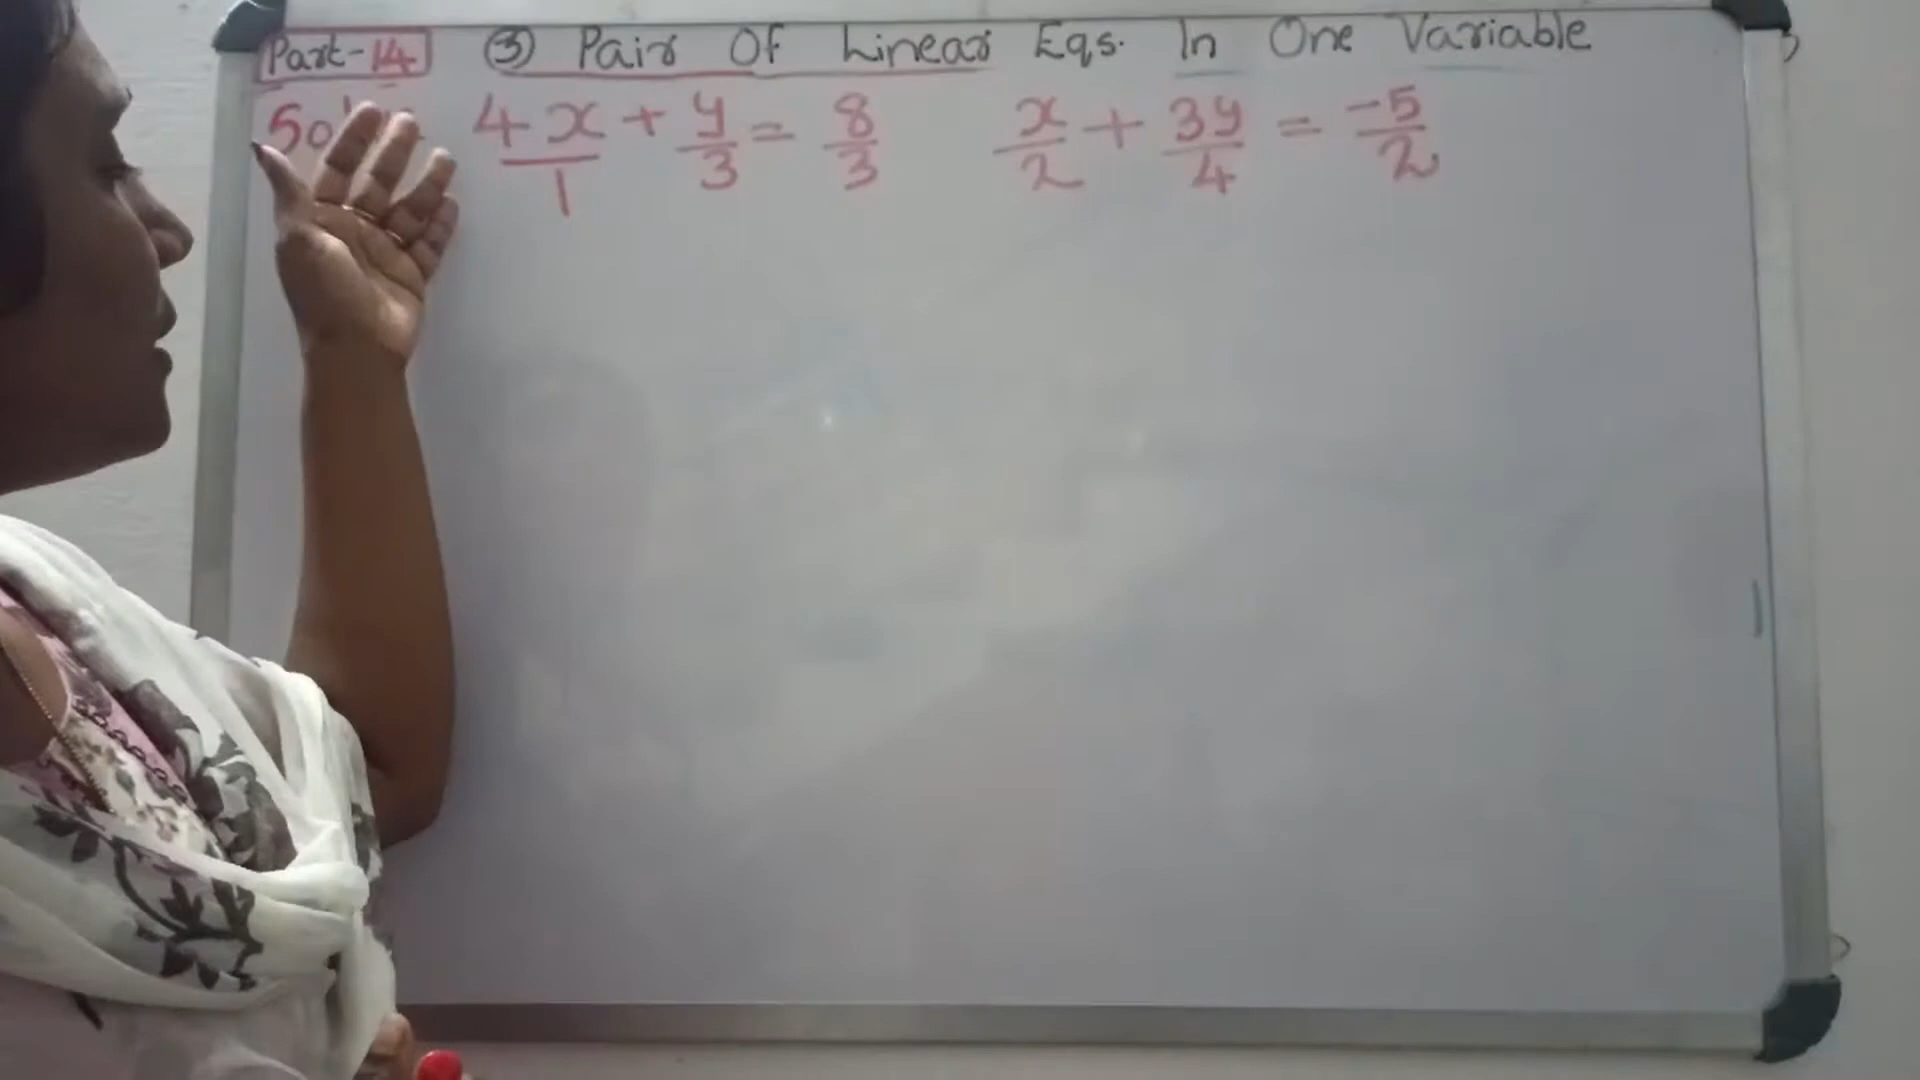 Part-14 ③ Pair Of Linear Eqs. In One Variable
4x/1 + y/3 = 8/3 x/2 + 3y/4 = -5/2